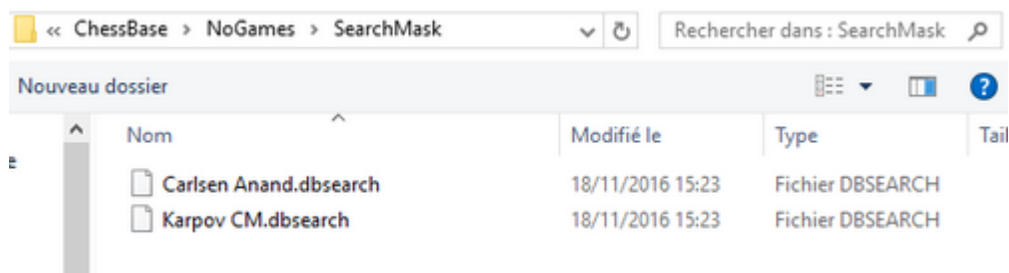 « ChessBase > NoGames > SearchMask Rechercher dans : SearchMask
Nouveau dossier ?
Nom Modifié le Type Tail
Carlsen Anand.dbsearch 18/11/2016 15:23 Fichier DBSEARCH
Karpov CM.dbsearch 18/11/2016 15:23 Fichier DBSEARCH